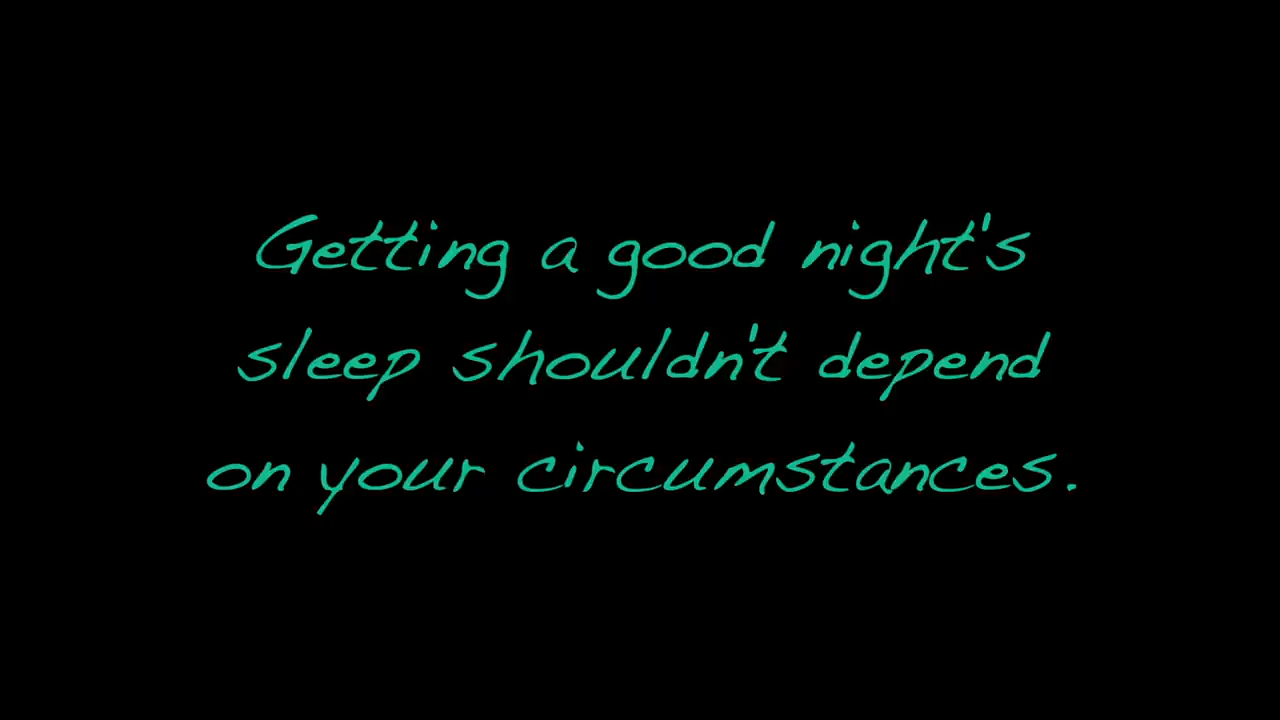 Getting a good night's
sleep shouldn't depend
on your circumstances.